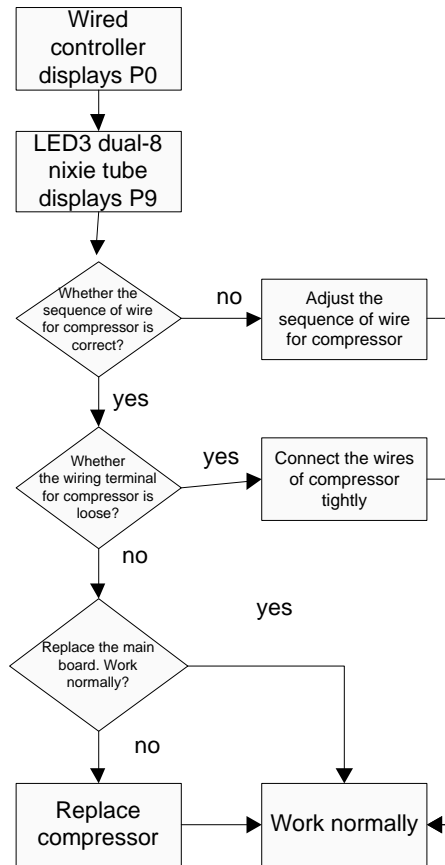 Wired
controller
displays P0
LED3 dual-8
nixie tube
displays P9
Whether the
sequence of wire
for compressor is
correct?
no
Adjust the
sequence of wire
for compressor
yes
Whether
the wiring terminal
for compressor is
loose?
yes
Connect the wires
of compressor
tightly
no
yes
Replace the main
board. Work
normally?
no
Replace
compressor
Work normally